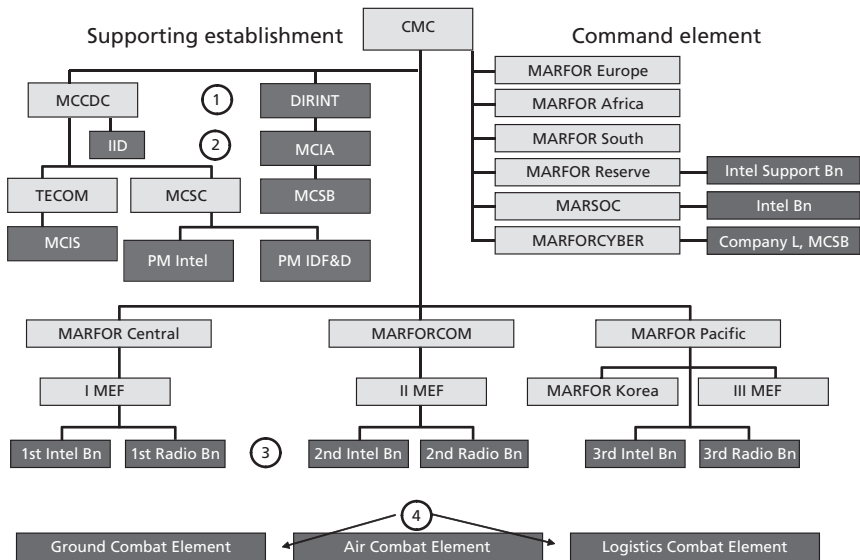 Supporting establishment
CMC
Command element
MCCDC
1
DIRINT
MARFOR Europe
MARFOR Africa
IID
2
MCIA
MARFOR South
MARFOR Reserve
Intel Support Bn
TECOM
MCSC
MCSB
MARSOC
Intel Bn
MCIS
PM Intel
PM IDF&D
MARFORCYBER
Company L, MCSB
MARFOR Central
MARFORCOM
MARFOR Pacific
I MEF
II MEF
MARFOR Korea
III MEF
1st Intel Bn
1st Radio Bn
3
2nd Intel Bn
2nd Radio Bn
3rd Intel Bn
3rd Radio Bn
4
Ground Combat Element
Air Combat Element
Logistics Combat Element